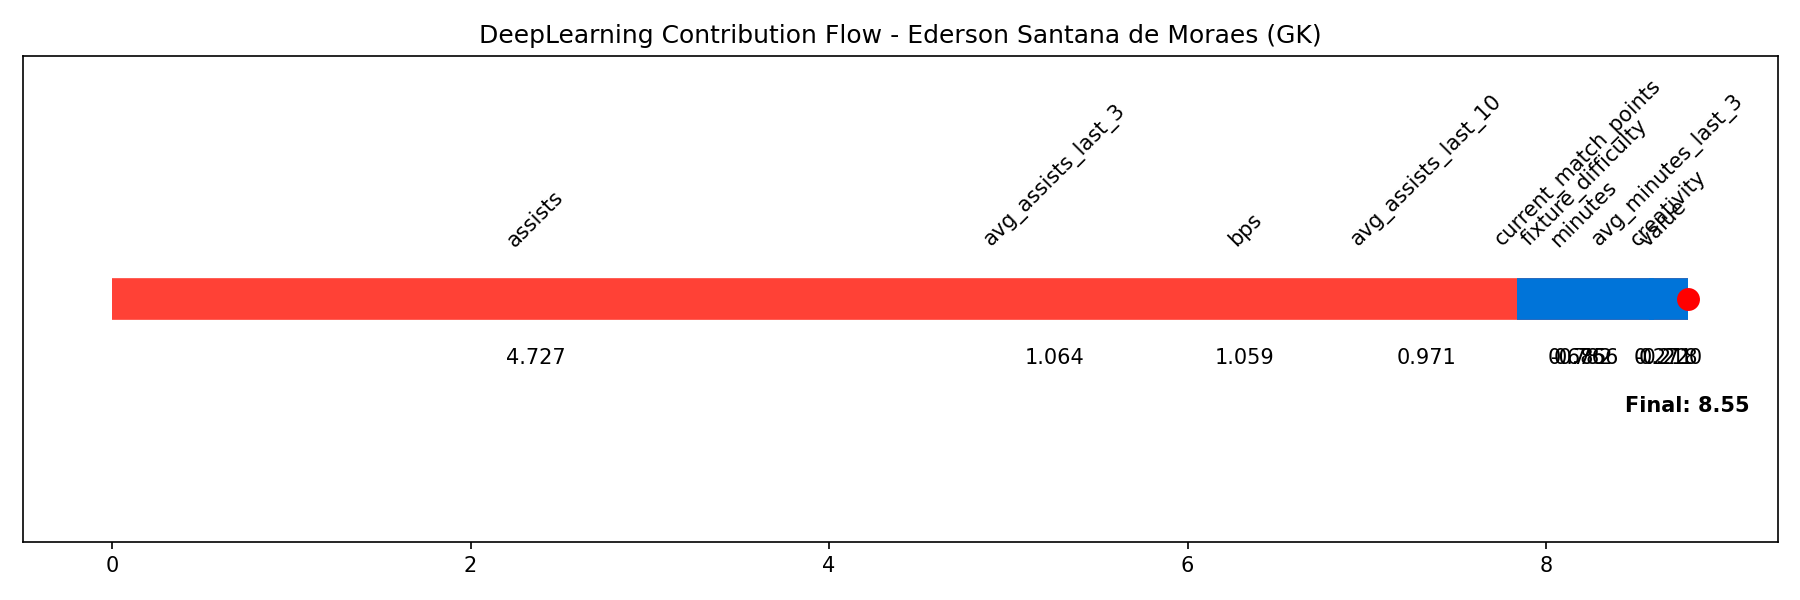 DeepLearning Contribution Flow - Ederson Santana de Moraes (GK)
assists
avg_assists_last_3
bps
avg_assists_last_10
current_match_points
fixture_difficulty
minutes
avg_minutes_last_3
creativity
value
4.727
1.064
1.059
0.971
Final: 8.55
0
2
4
6
8